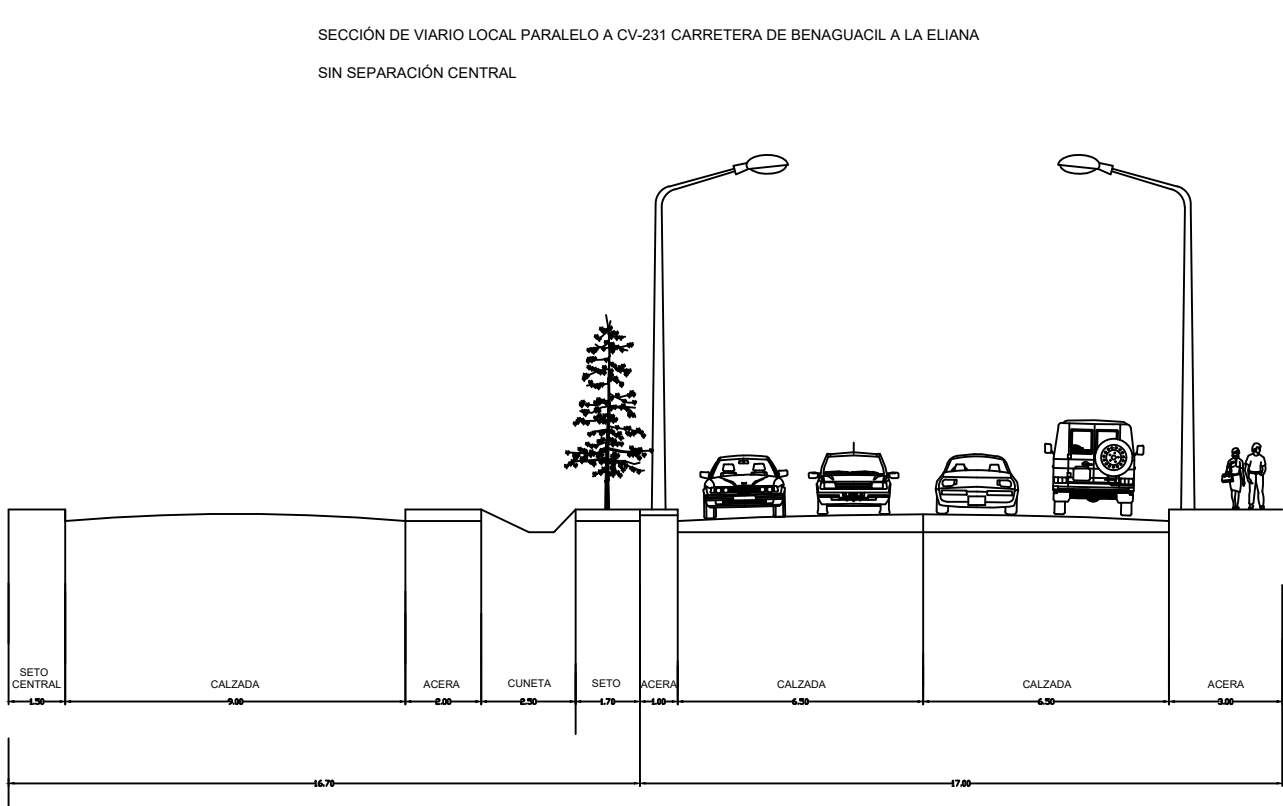 SECCIÓN DE VIARIO LOCAL PARALELO A CV-231 CARRETERA DE BENAGUACIL A LA ELIANA
SIN SEPARACIÓN CENTRAL
SETO
CENTRAL CALZADA ACERA CUNETA SETO ACERA CALZADA CALZADA ACERA
1.50 9.00 2.00 2.50 1.70 1.00 6.50 6.50 3.00
16.70 17.00